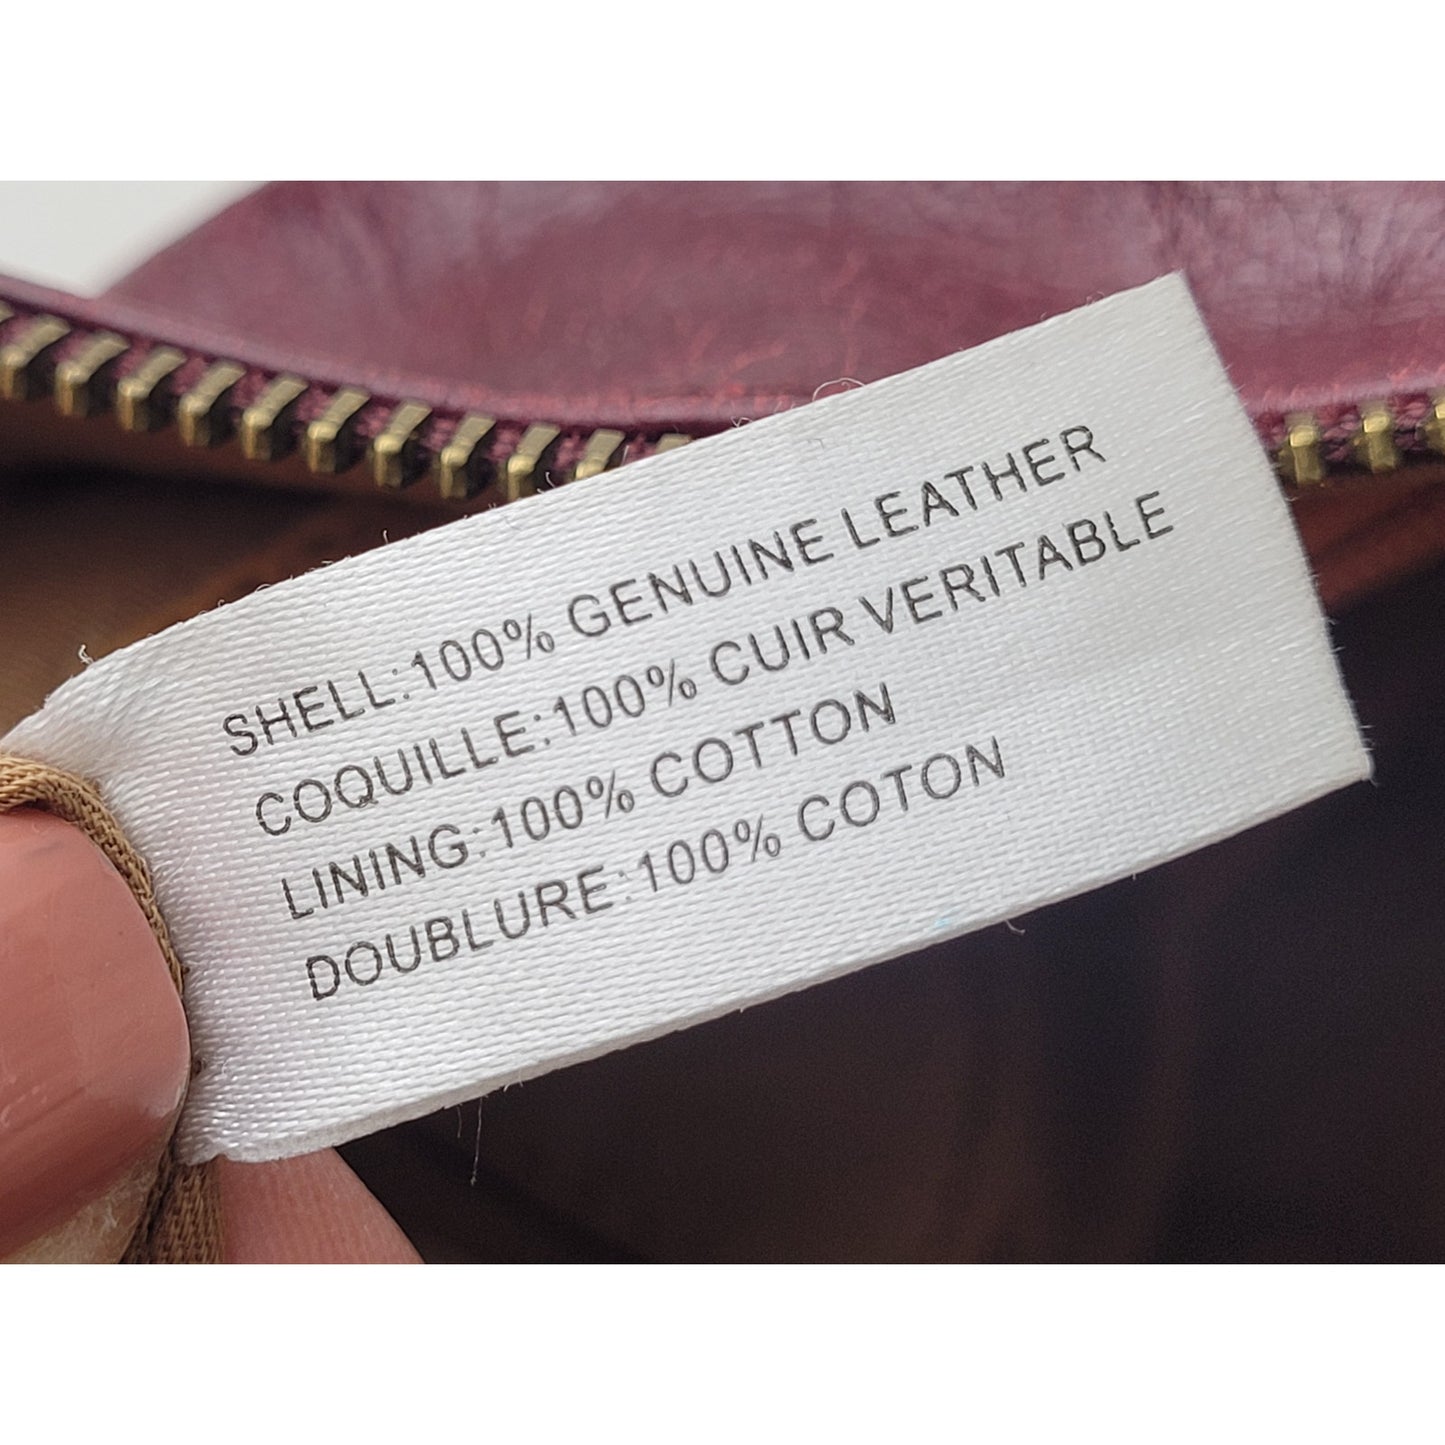 SHELL:100% GENUINE LEATHER
COQUILLE:100% CUIR VERITABLE
LINING:100% COTTON
DOUBLURE:100% COTON